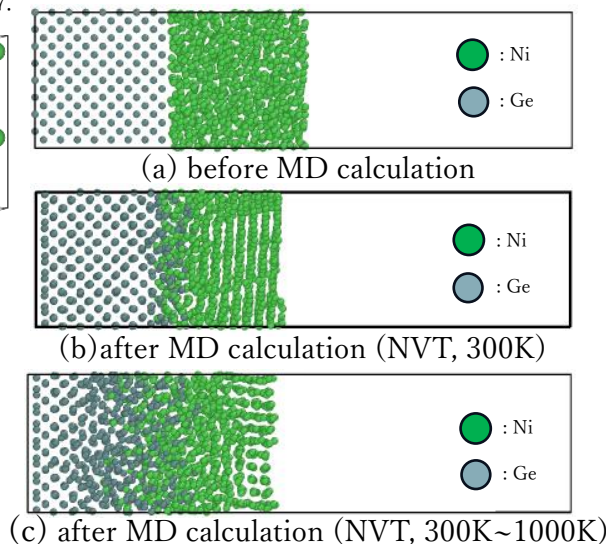 7.
: Ni
: Ge
(a) before MD calculation
: Ni
: Ge
(b)after MD calculation (NVT, 300K)
: Ni
: Ge
(c) after MD calculation (NVT, 300K~1000K)